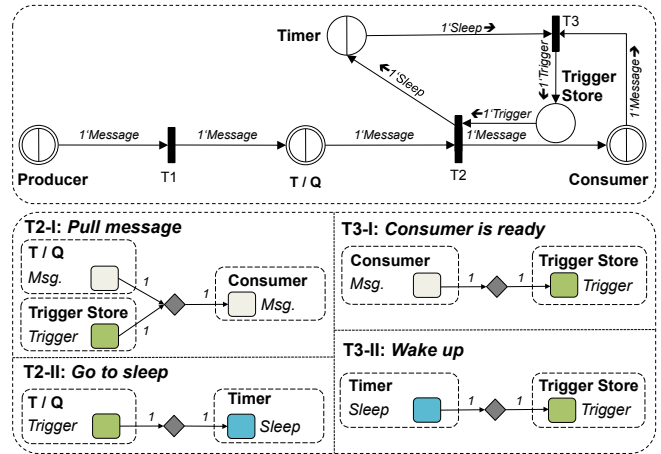 Timer
1'Sleep
T3
1'Sleep
1'Trigger
Trigger
Store
1'Message
1'Trigger
1'Message
1'Message
1'Message
1'Message
Producer
T1
T / Q
T2
Consumer
T2-I: Pull message
T / Q
Msg.
1
Trigger Store
Trigger
1
1
Consumer
Msg.
T3-I: Consumer is ready
Consumer
Msg.
1
1
Trigger Store
Trigger
T2-II: Go to sleep
T / Q
Trigger
1
1
Timer
Sleep
T3-II: Wake up
Timer
Sleep
1
1
Trigger Store
Trigger